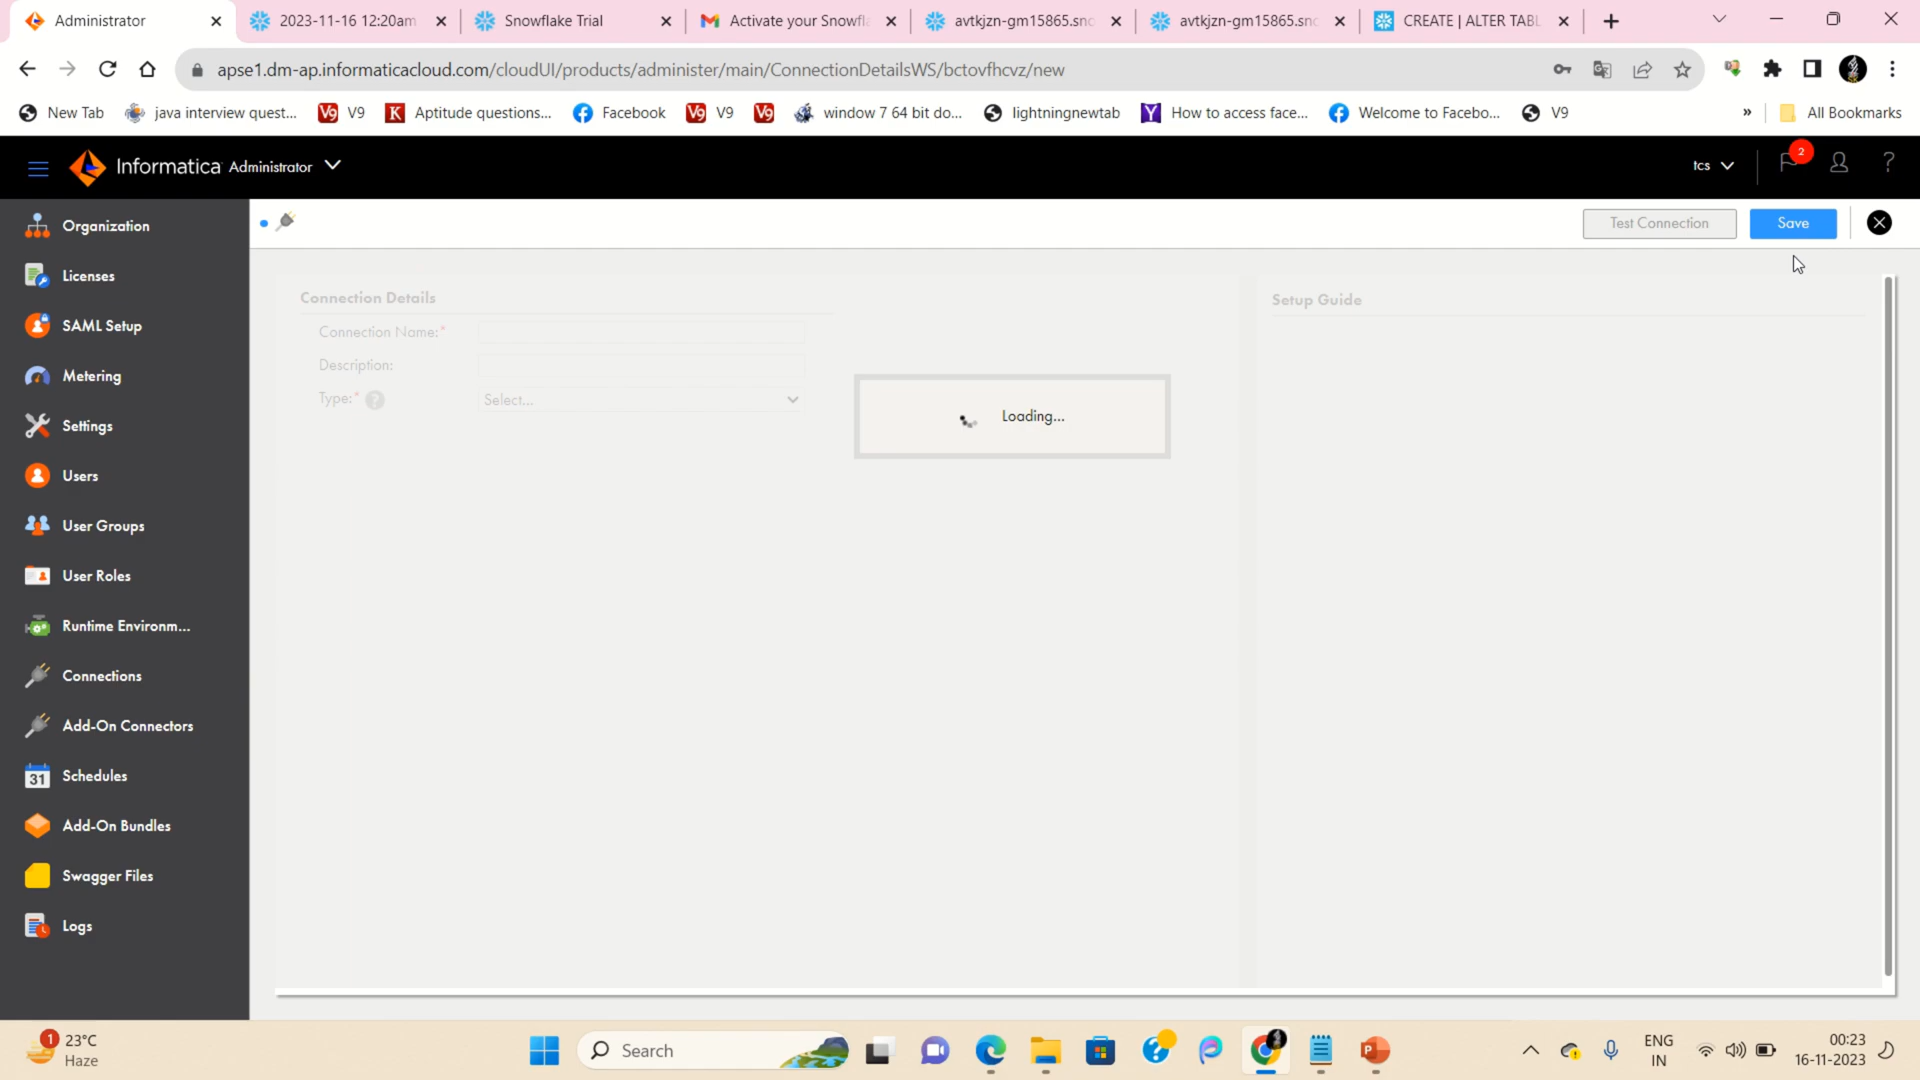 Administrator
2023-11-16 12:20am
Snowflake Trial
Activate your Snowfl
avtkjzn-gm15865.sno
avtkjzn-gm15865.sno
CREATE | ALTER TABL
apse1.dm-ap.informaticacloud.com/cloudUI/products/administer/main/ConnectionDetailsWS/bctovfhcvz/new
New Tab
java interview quest...
V9
Aptitude questions...
Facebook
V9
window 7 64 bit do...
lightningnewtab
How to access face...
Welcome to Facebo...
V9
»
All Bookmarks
Informatica Administrator
tcs
2
?
Organization
Licenses
SAML Setup
Metering
Settings
Users
User Groups
User Roles
Runtime Environm...
Connections
Add-On Connectors
31 Schedules
Add-On Bundles
Swagger Files
Logs
Test Connection
Save
Connection Details
Connection Name:*
Description:
Type:* ?
Select...
Loading...
Setup Guide
1
23°C
Haze
Search
ENG
IN
00:23
16-11-2023